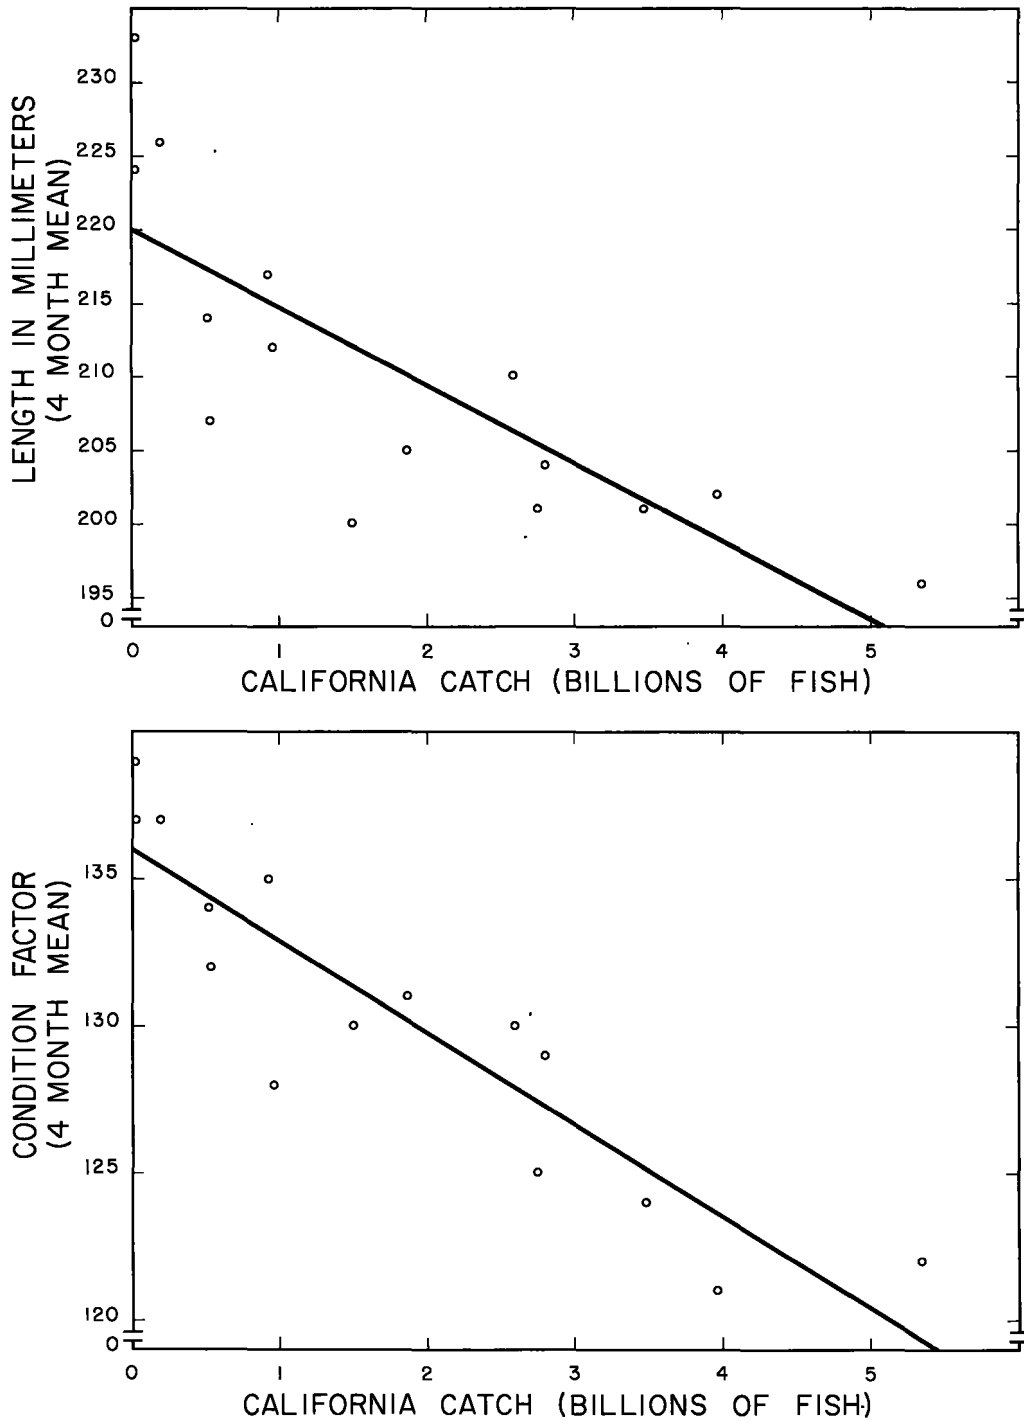 LENGTH IN MILLIMETERS
(4 MONTH MEAN)
230
225
220
215
210
205
200
195
0
0 1 2 3 4 5
CALIFORNIA CATCH (BILLIONS OF FISH)
CONDITION FACTOR
(4 MONTH MEAN)
135
130
125
120
0
0 1 2 3 4 5
CALIFORNIA CATCH (BILLIONS OF FISH)